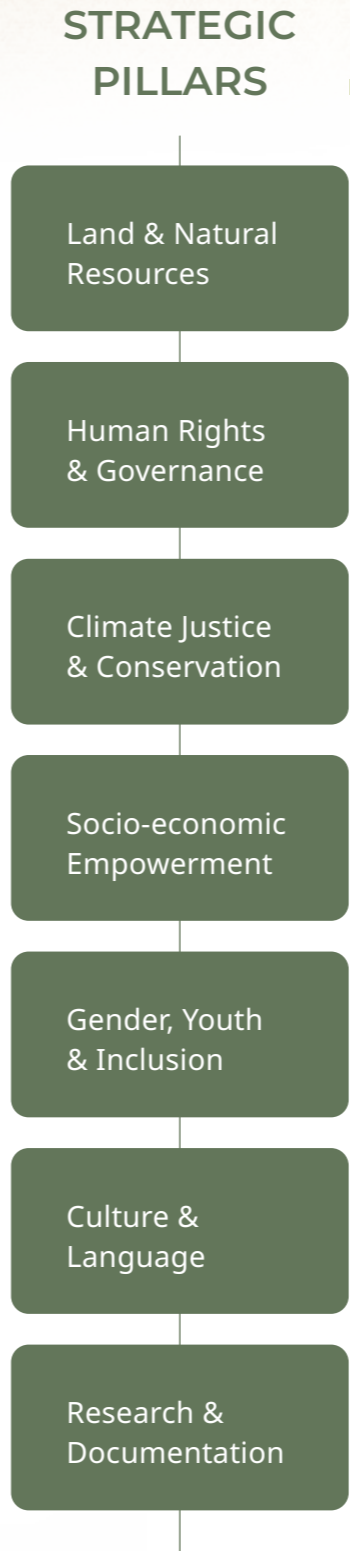 STRATEGIC
PILLARS
Land & Natural
Resources
Human Rights
& Governance
Climate Justice
& Conservation
Socio-economic
Empowerment
Gender, Youth
& Inclusion
Culture &
Language
Research &
Documentation